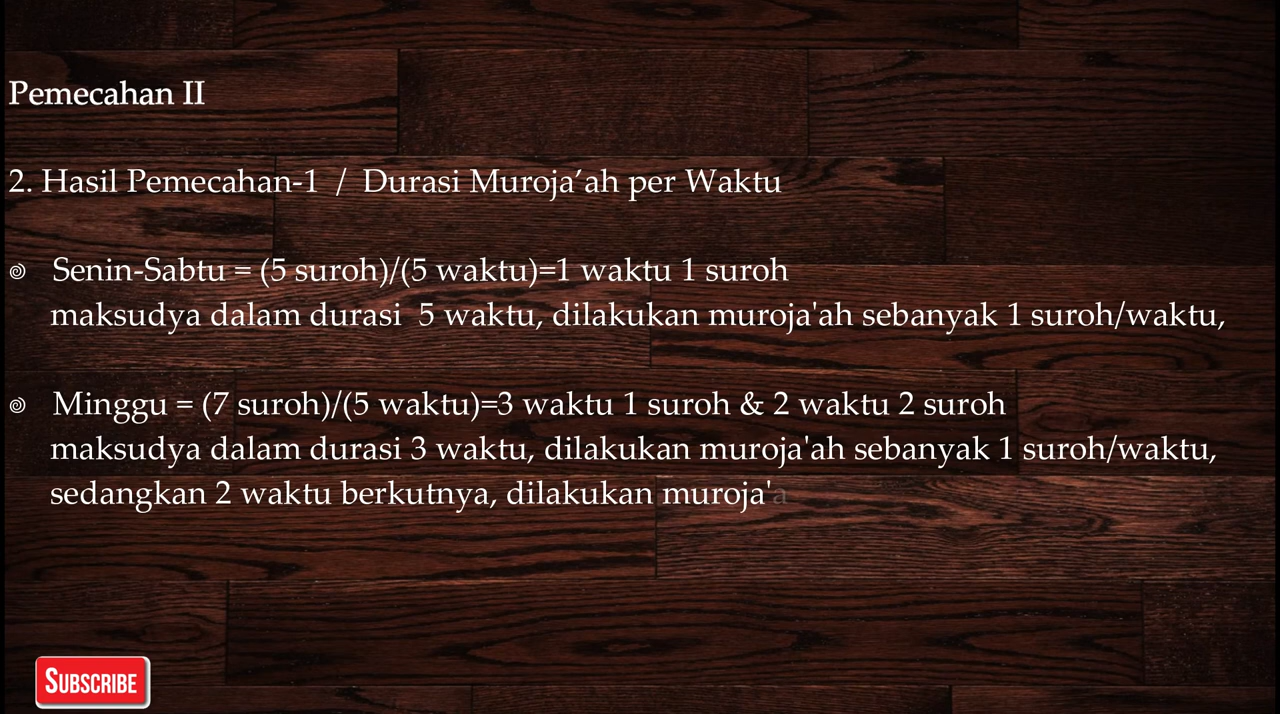 Pemecahan II
2. Hasil Pemecahan-1 / Durasi Muroja’ah per Waktu
Senin-Sabtu = (5 suroh)/(5 waktu)=1 waktu 1 suroh
maksudya dalam durasi 5 waktu, dilakukan muroja'ah sebanyak 1 suroh/waktu,
Minggu = (7 suroh)/(5 waktu)=3 waktu 1 suroh & 2 waktu 2 suroh
maksudya dalam durasi 3 waktu, dilakukan muroja'ah sebanyak 1 suroh/waktu,
sedangkan 2 waktu berkutnya, dilakukan muroja'a
SUBSCRIBE